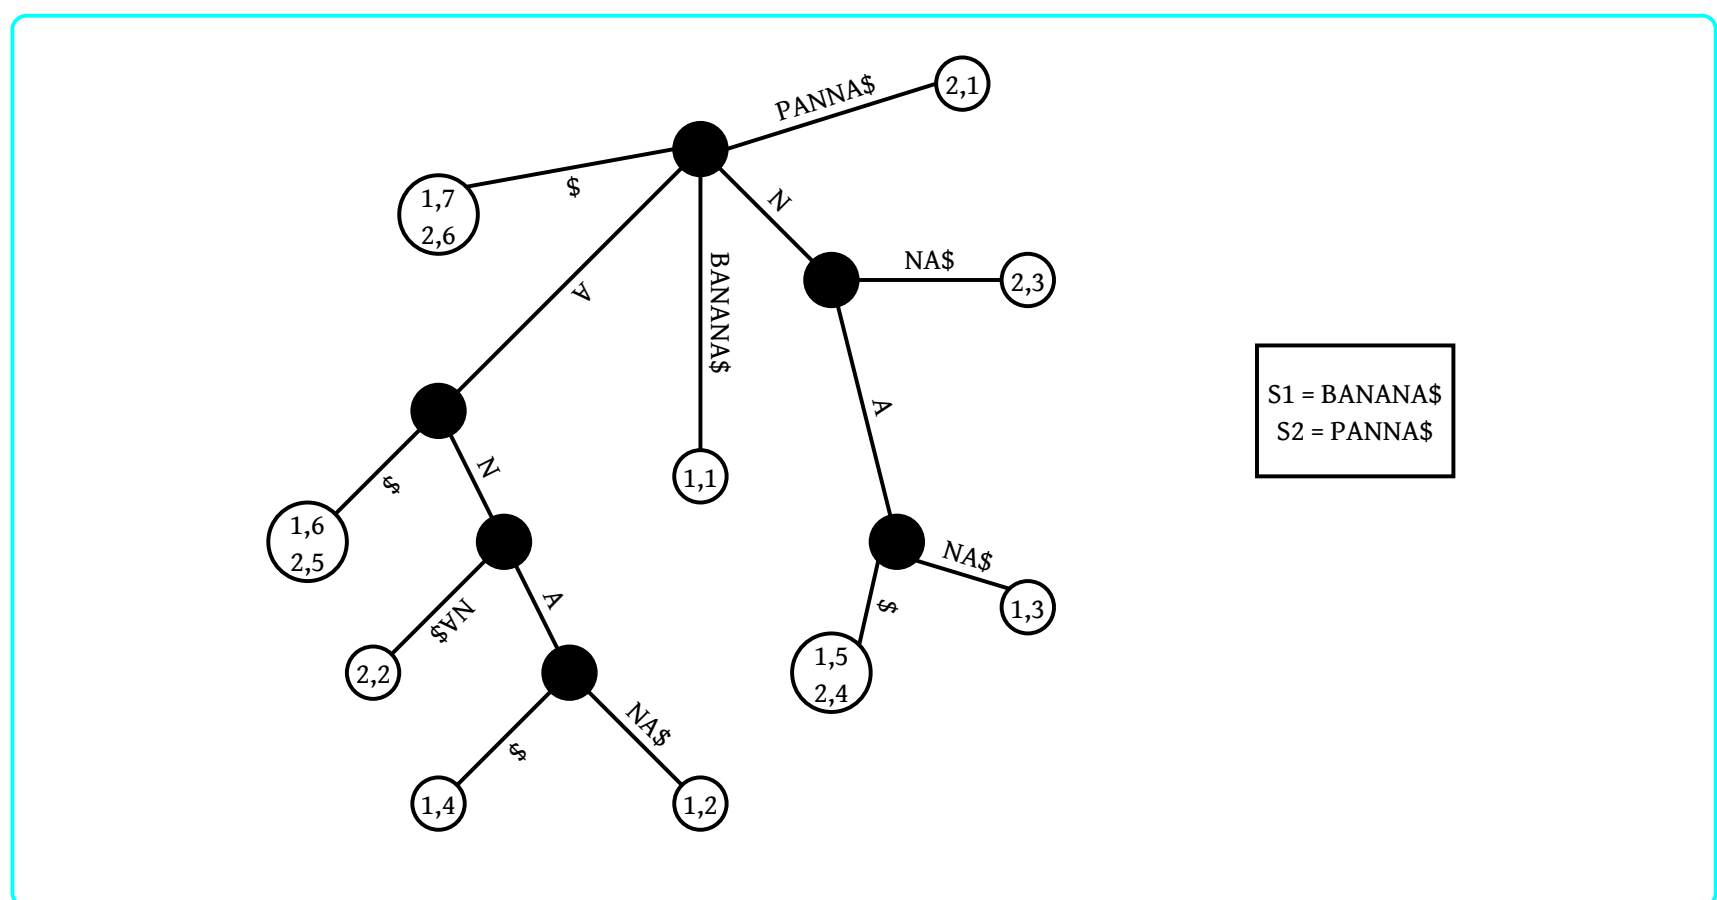 PANNA$
2,1
$
1,7
2,6
N
A
BANANA$
NA$
2,3
S1 = BANANA$
S2 = PANNA$
A
$
N
1,1
1,6
2,5
NA$
$
1,3
NA$
A
2,2
1,5
2,4
$
NA$
1,4
1,2